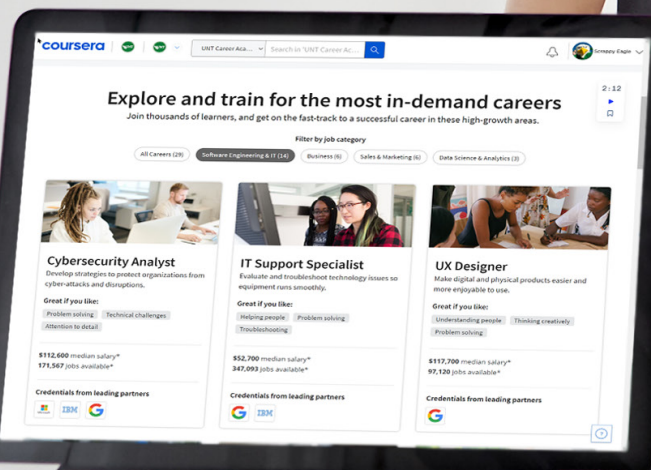 coursera
UNT Career Aca...
Search in 'UNT Career Ac...
Scrappy Eagle
2:12
Explore and train for the most in-demand careers
Join thousands of learners, and get on the fast-track to a successful career in these high-growth areas.
Filter by job category
All Careers (29)
Software Engineering & IT (14)
Business (6)
Sales & Marketing (6)
Data Science & Analytics (3)
Cybersecurity Analyst
Develop strategies to protect organizations from
cyber-attacks and disruptions.
Great if you like:
Problem solving
Technical challenges
Attention to detail
$112,600 median salary*
171,567 jobs available*
Credentials from leading partners
IBM
G
IT Support Specialist
Evaluate and troubleshoot technology issues so
equipment runs smoothly.
Great if you like:
Helping people
Problem solving
Troubleshooting
$52,700 median salary*
347,093 jobs available*
Credentials from leading partners
G
IBM
UX Designer
Make digital and physical products easier and
more enjoyable to use.
Great if you like:
Understanding people
Thinking creatively
Problem solving
$117,700 median salary*
97,120 jobs available*
Credentials from leading partners
G